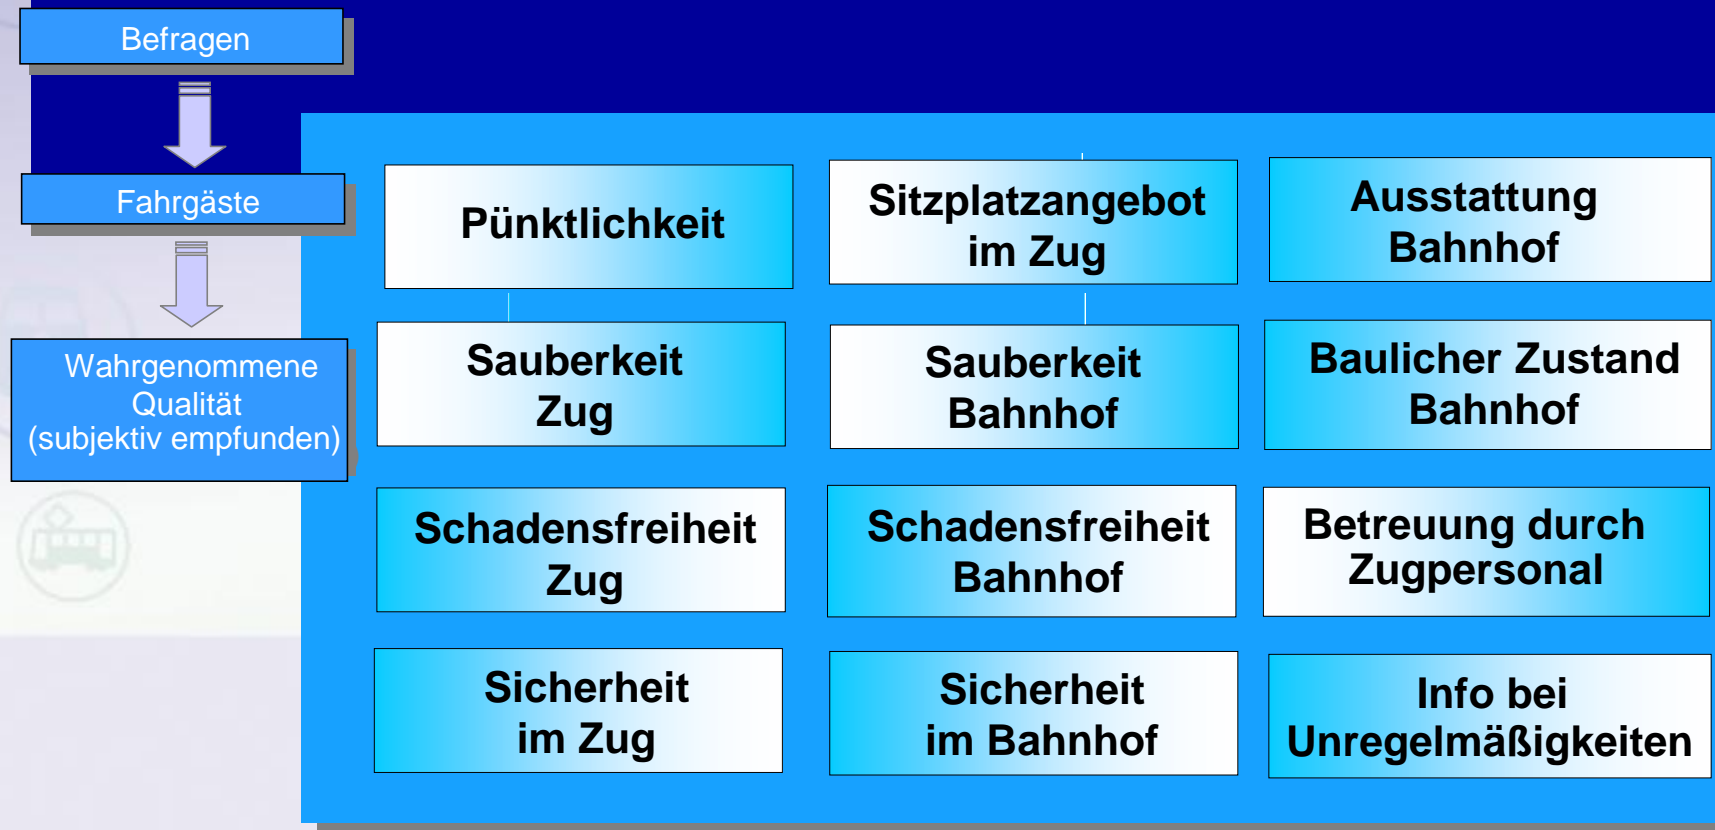 Befragen
Fahrgäste
Wahrgenommene
Qualität
(subjektiv empfunden)
Pünktlichkeit
Sitzplatzangebot
im Zug
Ausstattung
Bahnhof
Sauberkeit
Zug
Sauberkeit
Bahnhof
Baulicher Zustand
Bahnhof
Schadensfreiheit
Zug
Schadensfreiheit
Bahnhof
Betreuung durch
Zugpersonal
Sicherheit
im Zug
Sicherheit
im Bahnhof
Info bei
Unregelmäßigkeiten